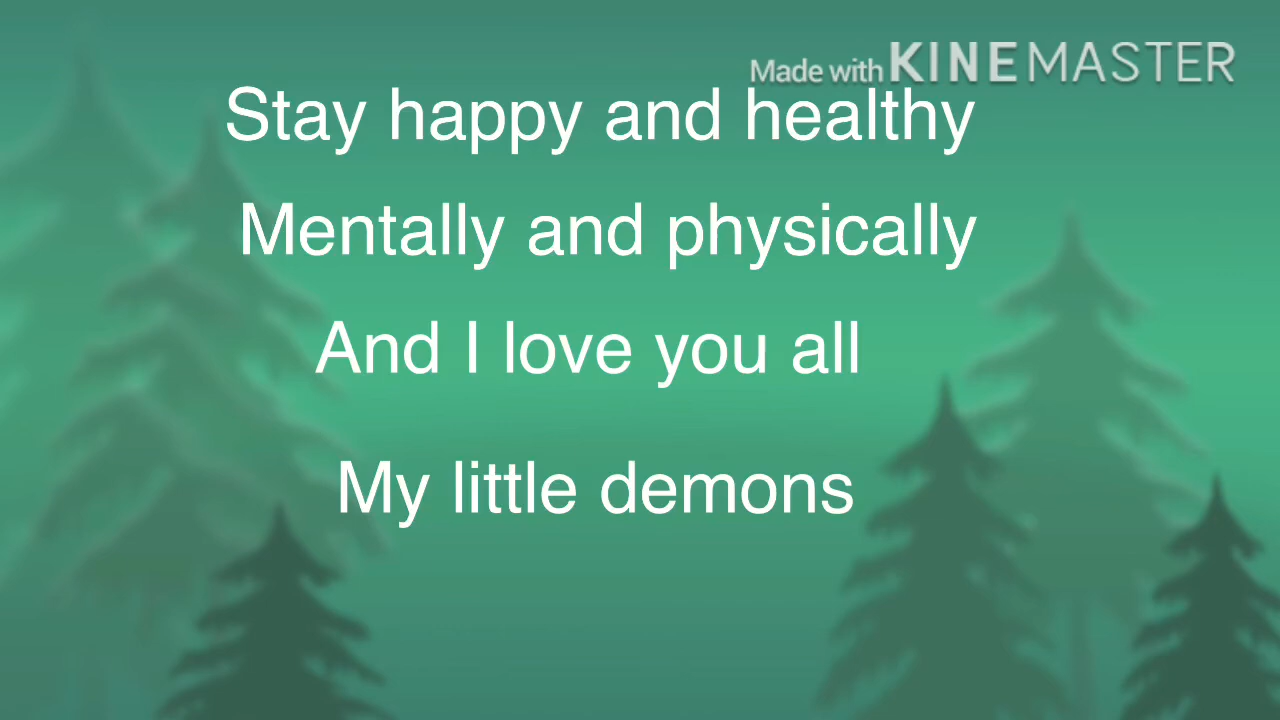 Made with KINEMASTER
Stay happy and healthy
Mentally and physically
And I love you all
My little demons